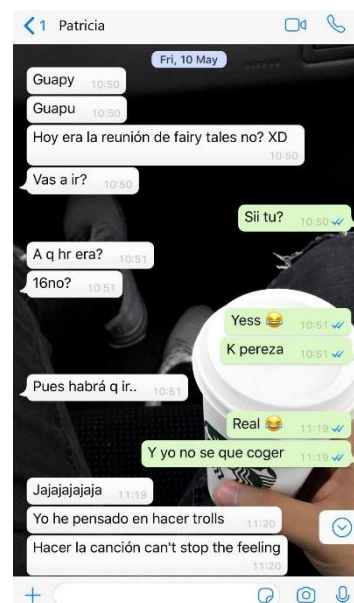 1 Patricia
Fri, 10 May
Guapy 10:50
Guapu 10:50
Hoy era la reunión de fairy tales no? XD
10:50
Vas a ir? 10:50
Sii tu? 10:50
A q hr era? 10:51
16no? 10:51
Yess 😂 10:51
K pereza 10:51
Pues habrá q ir.. 10:51
Real 😂 11:19
Y yo no se que coger 11:19
Jajajajajaja 11:19
Yo he pensado en hacer trolls 11:20
Hacer la canción can't stop the feeling
11:20